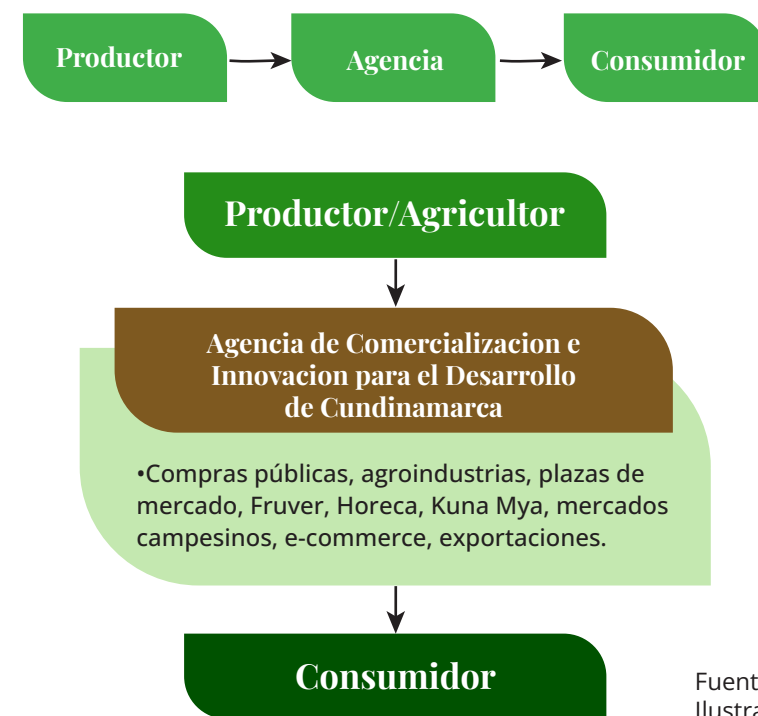 Productor
Agencia
Consumidor
Productor/Agricultor
Agencia de Comercializacion e
Innovacion para el Desarrollo
de Cundinamarca
•Compras públicas, agroindustrias, plazas de
mercado, Fruver, Horeca, Kuna Mya, mercados
campesinos, e-commerce, exportaciones.
Consumidor